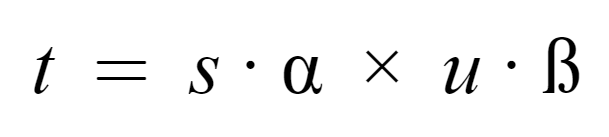 t = s · α × u · ß